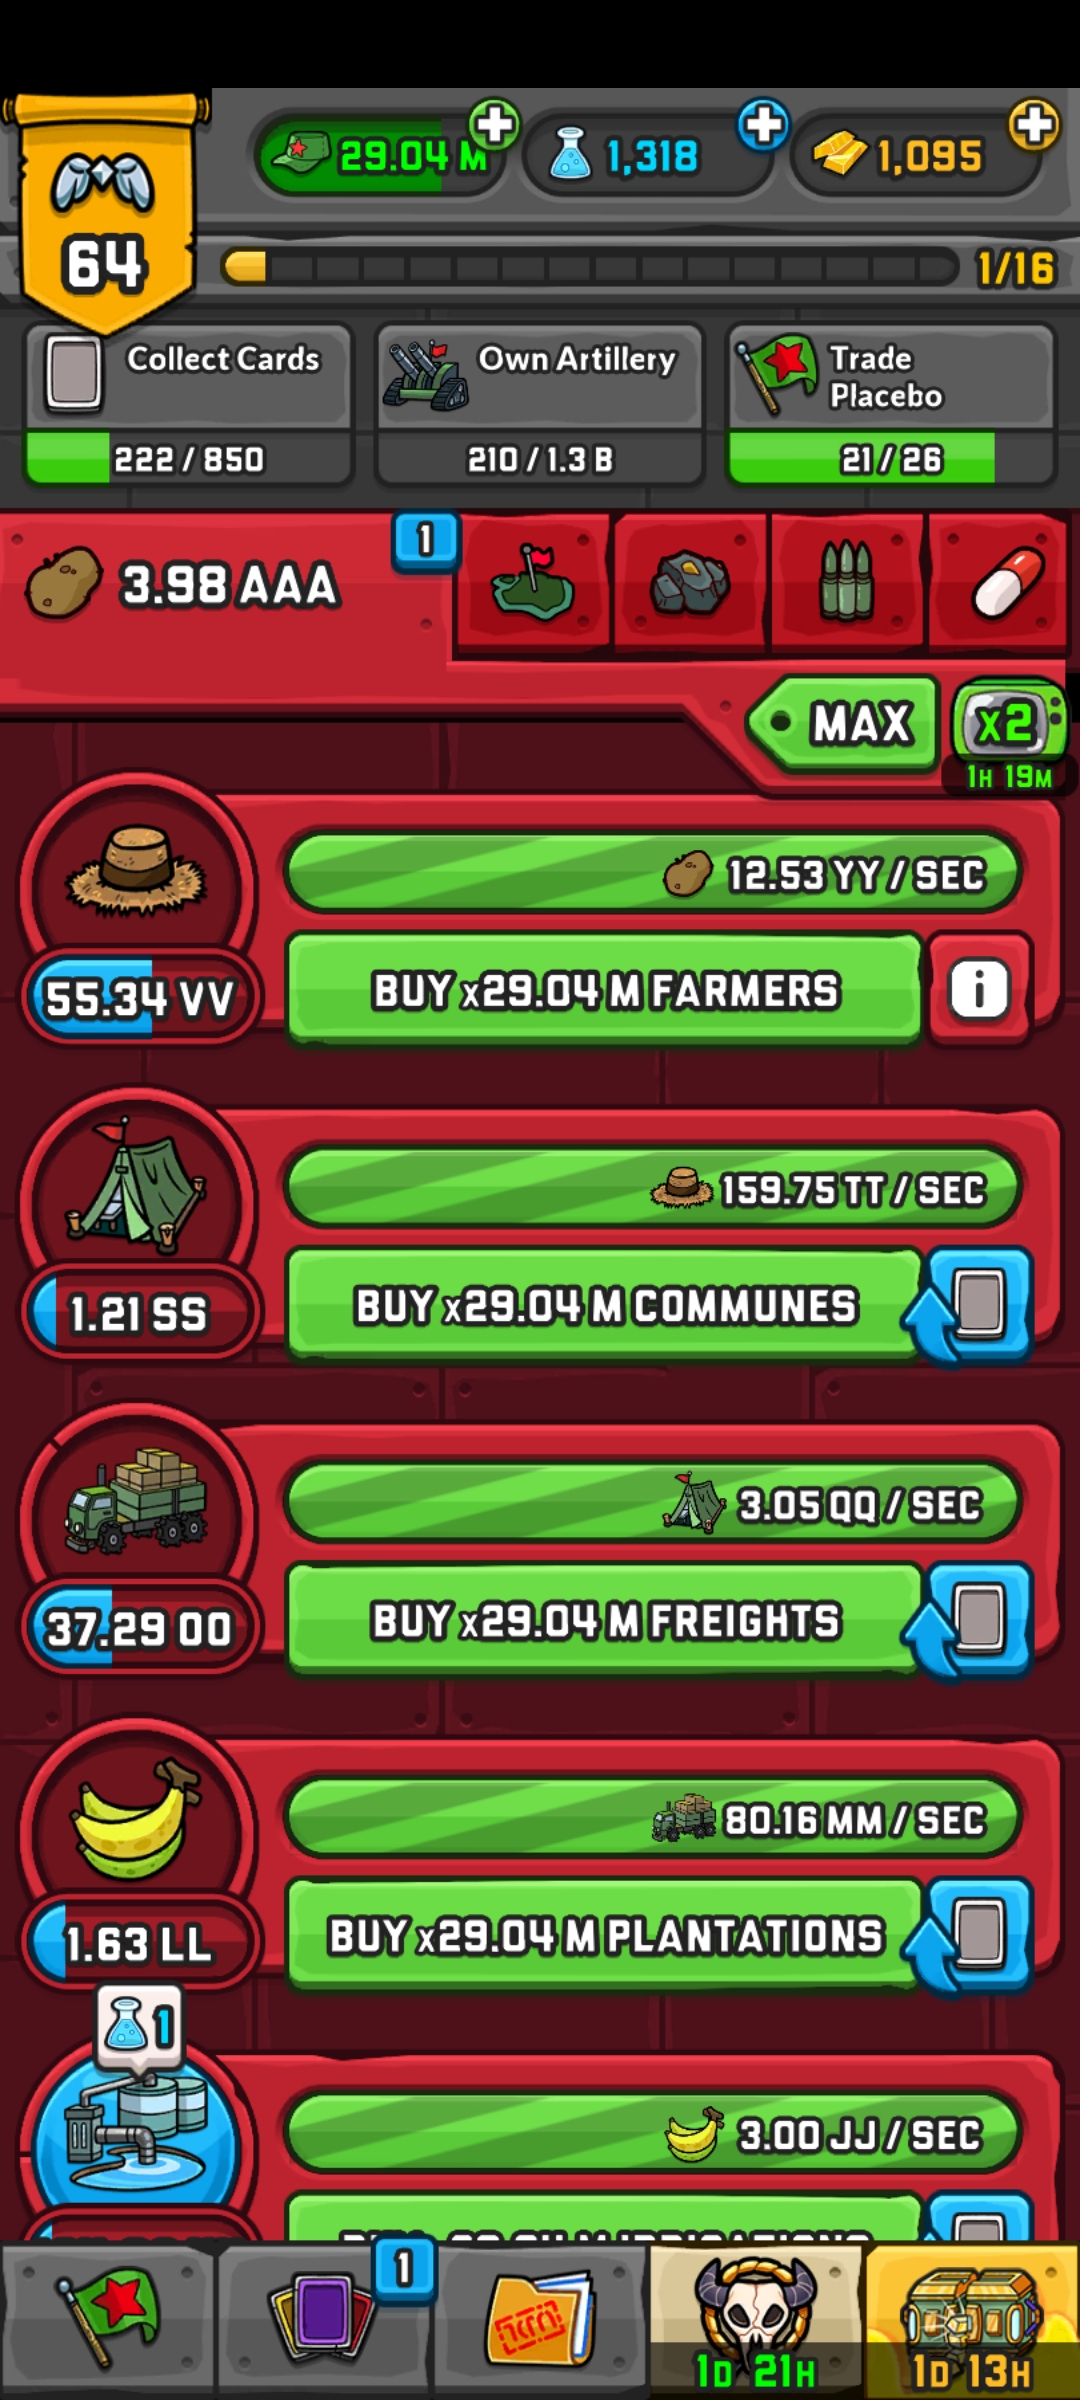 29.04 M
1,318
1,095
64
1/16
Collect Cards
222 / 850
Own Artillery
210 / 1.3 B
Trade
Placebo
21 / 26
3.98 AAA
1
MAX
x2
1H 19M
12.53 YY / SEC
55.34 VV
BUY x29.04 M FARMERS
i
159.75 TT / SEC
1.21 SS
BUY x29.04 M COMMUNES
3.05 QQ / SEC
37.29 OO
BUY x29.04 M FREIGHTS
80.16 MM / SEC
1.63 LL
BUY x29.04 M PLANTATIONS
1
3.00 JJ / SEC
1
1D 21H
1D 13H